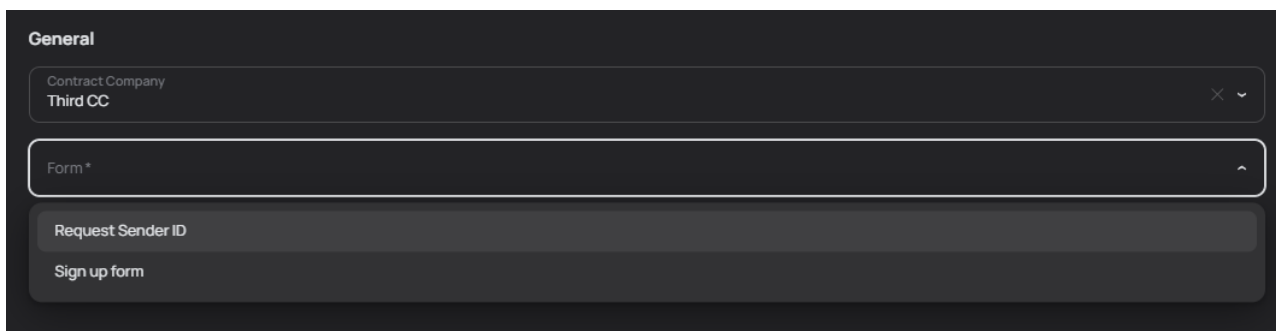 General
Contract Company
Third CC
Form *
Request Sender ID
Sign up form